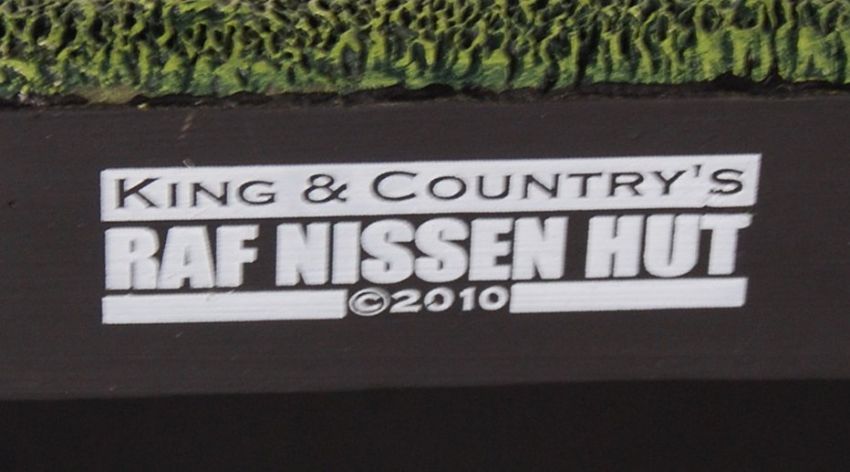 KING & COUNTRY'S
RAF NISSEN HUT
©2010